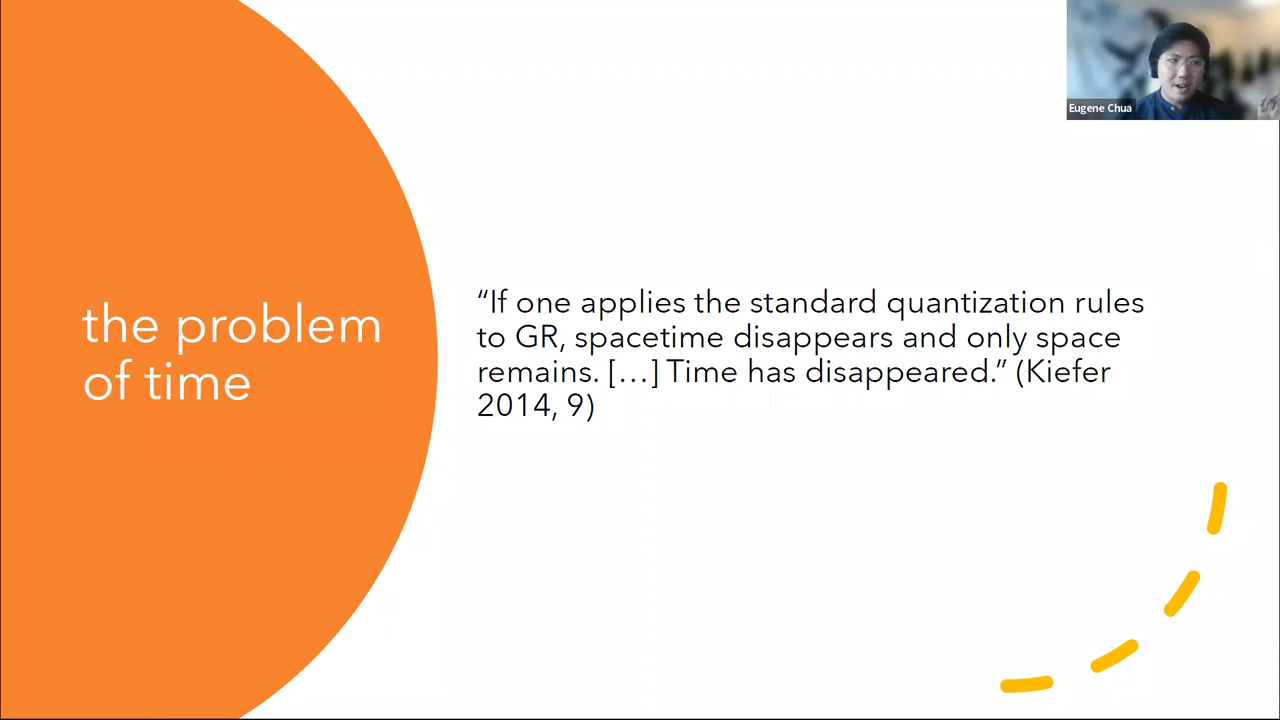 Eugene Chua
the problem
of time
“If one applies the standard quantization rules
to GR, spacetime disappears and only space
remains. […] Time has disappeared.” (Kiefer
2014, 9)